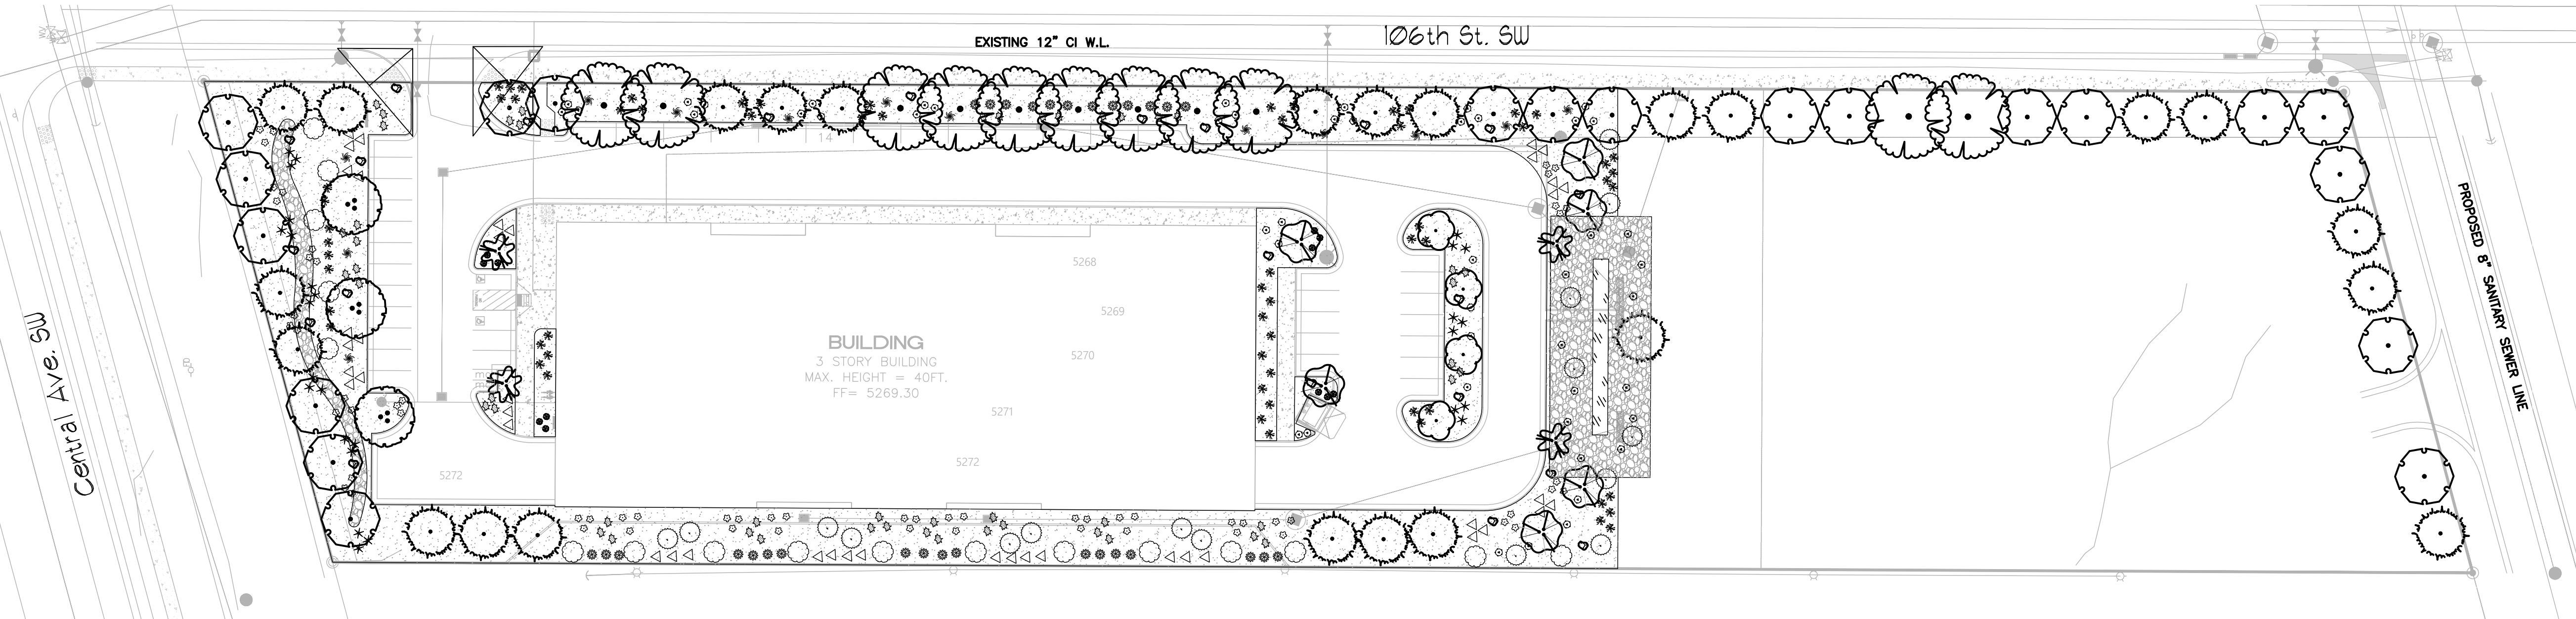 106th St. SW
EXISTING 12" CI W.L.
PROPOSED 8" SANITARY SEWER LINE
Central Ave. SW
5268
5269
BUILDING
3 STORY BUILDING
MAX. HEIGHT = 40FT.
FF= 5269.30
5270
5271
5272
5272